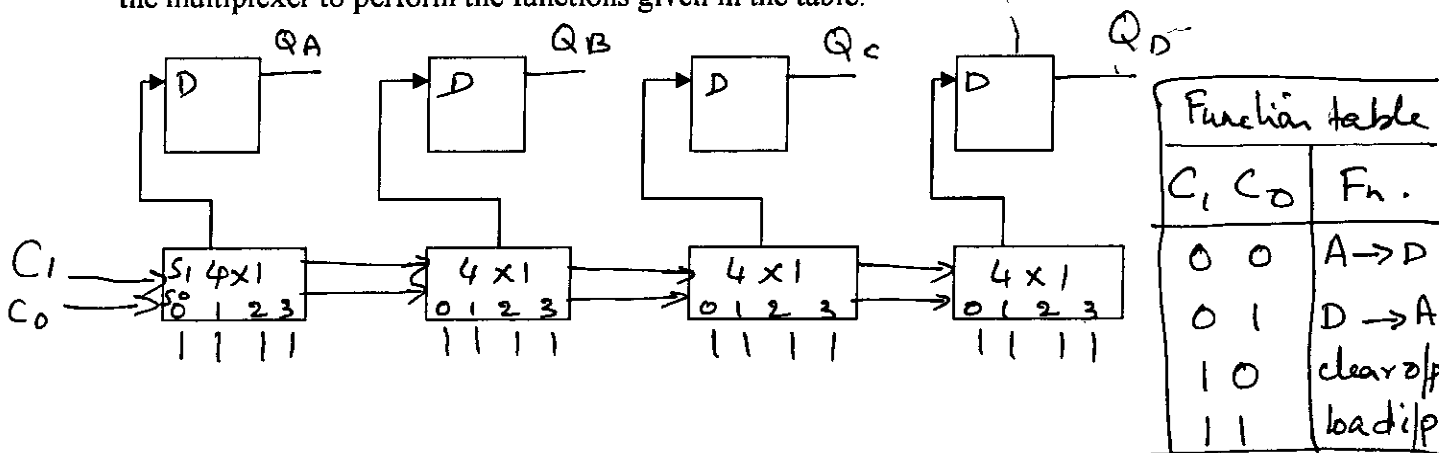 the multiplexer to perform the functions given in the table.
QA QB QC QD
D D D D
Function table
C1 C0 Fn.
0 0 A→D
0 1 D→A
1 0 clear o/p
1 1 load i/p
C1 S1 4x1 4x1 4x1 4x1
C0 S0
0 1 2 3 0 1 2 3 0 1 2 3 0 1 2 3